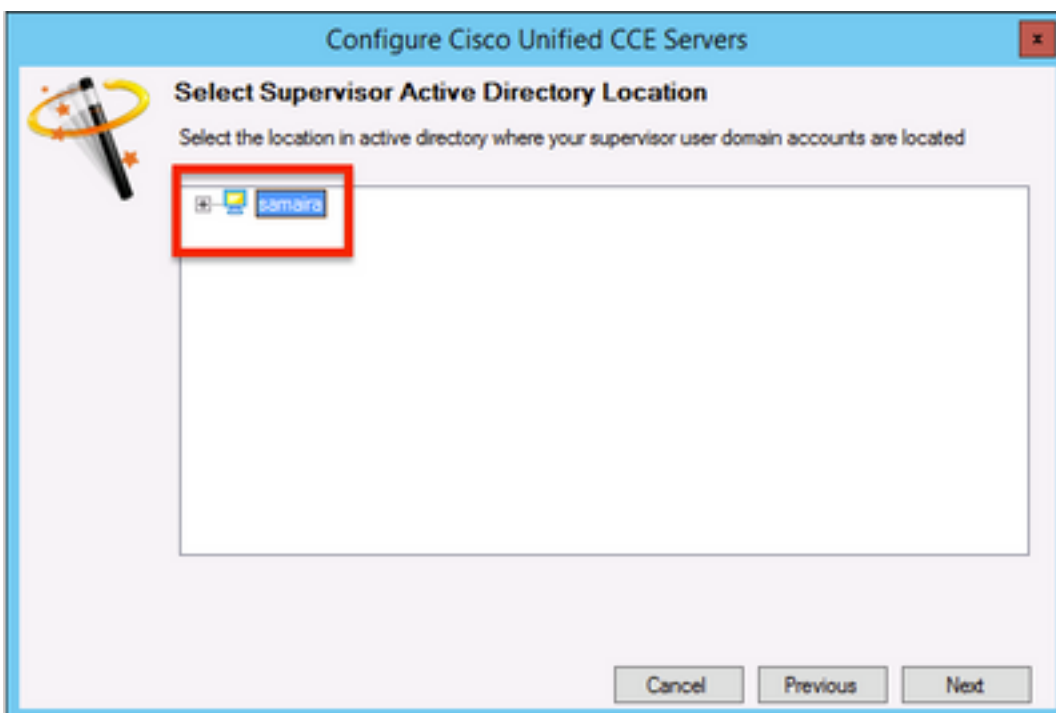 Configure Cisco Unified CCE Servers
x
Select Supervisor Active Directory Location
Select the location in active directory where your supervisor user domain accounts are located
samaira
Cancel Previous Next